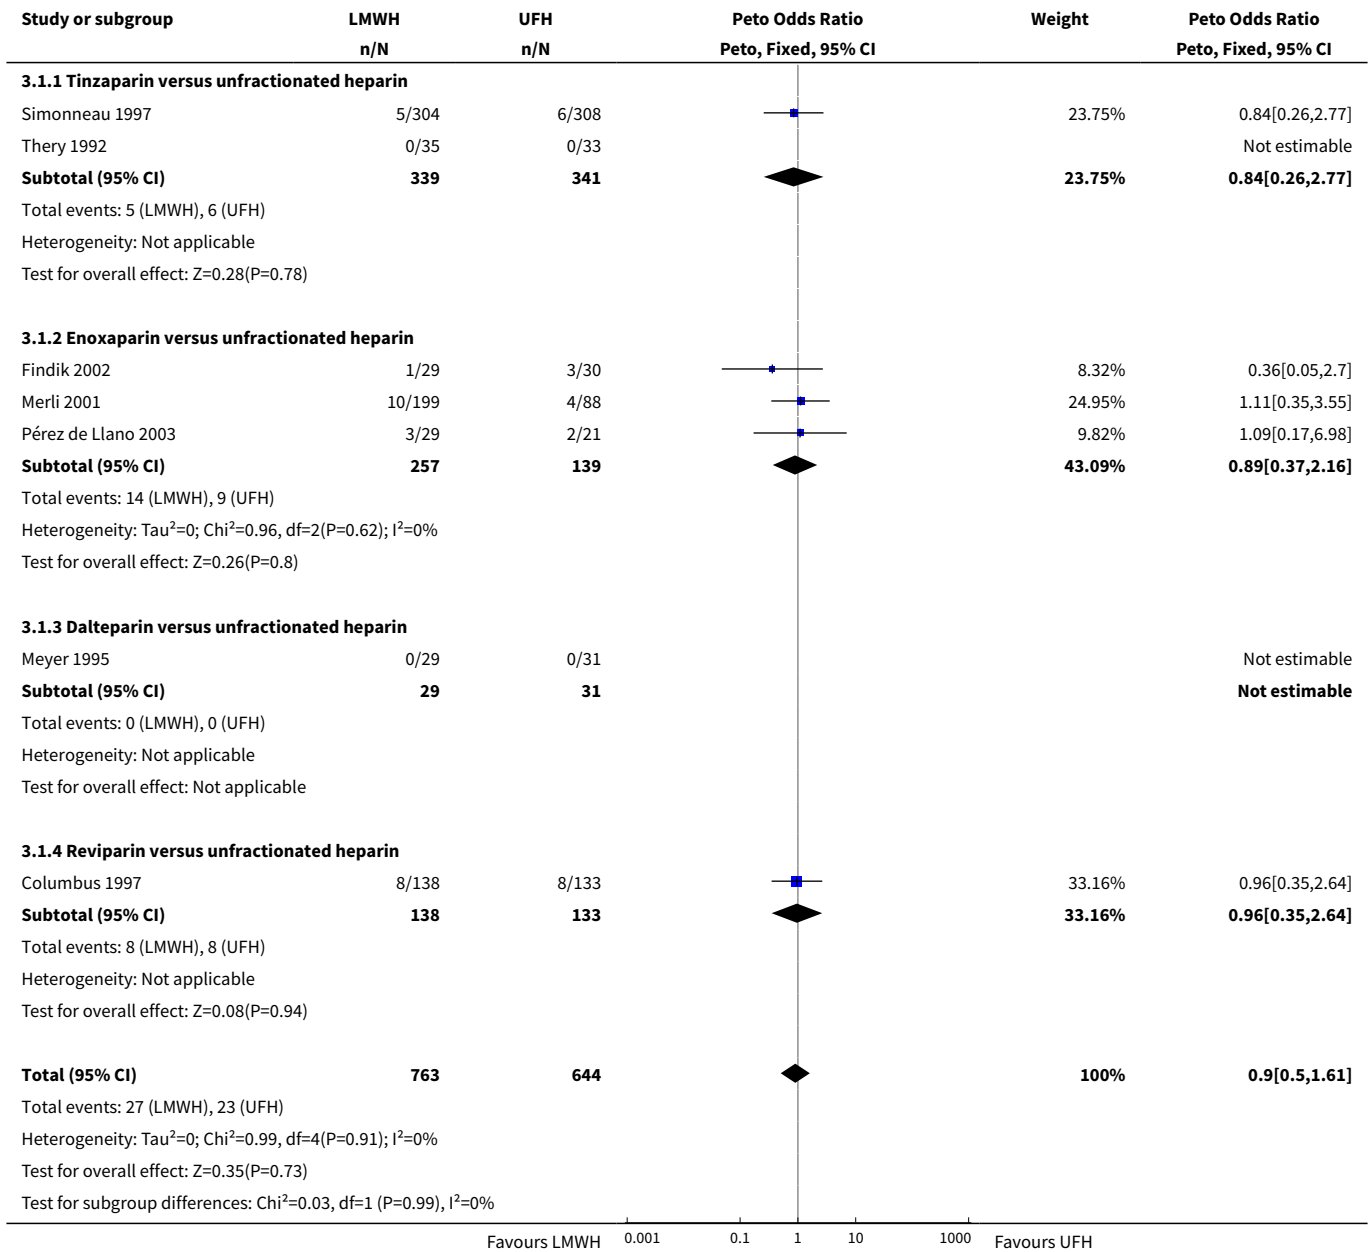 Study or subgroup LMWH UFH Peto Odds Ratio Weight Peto Odds Ratio
n/N n/N Peto, Fixed, 95% CI Peto, Fixed, 95% CI
3.1.1 Tinzaparin versus unfractionated heparin
Simonneau 1997 5/304 6/308 23.75% 0.84[0.26,2.77]
Thery 1992 0/35 0/33 Not estimable
Subtotal (95% CI) 339 341 23.75% 0.84[0.26,2.77]
Total events: 5 (LMWH), 6 (UFH)
Heterogeneity: Not applicable
Test for overall effect: Z=0.28(P=0.78)
3.1.2 Enoxaparin versus unfractionated heparin
Findik 2002 1/29 3/30 8.32% 0.36[0.05,2.7]
Merli 2001 10/199 4/88 24.95% 1.11[0.35,3.55]
Pérez de Llano 2003 3/29 2/21 9.82% 1.09[0.17,6.98]
Subtotal (95% CI) 257 139 43.09% 0.89[0.37,2.16]
Total events: 14 (LMWH), 9 (UFH)
Heterogeneity: Tau²=0; Chi²=0.96, df=2(P=0.62); I²=0%
Test for overall effect: Z=0.26(P=0.8)
3.1.3 Dalteparin versus unfractionated heparin
Meyer 1995 0/29 0/31 Not estimable
Subtotal (95% CI) 29 31 Not estimable
Total events: 0 (LMWH), 0 (UFH)
Heterogeneity: Not applicable
Test for overall effect: Not applicable
3.1.4 Reviparin versus unfractionated heparin
Columbus 1997 8/138 8/133 33.16% 0.96[0.35,2.64]
Subtotal (95% CI) 138 133 33.16% 0.96[0.35,2.64]
Total events: 8 (LMWH), 8 (UFH)
Heterogeneity: Not applicable
Test for overall effect: Z=0.08(P=0.94)
Total (95% CI) 763 644 100% 0.9[0.5,1.61]
Total events: 27 (LMWH), 23 (UFH)
Heterogeneity: Tau²=0; Chi²=0.99, df=4(P=0.91); I²=0%
Test for overall effect: Z=0.35(P=0.73)
Test for subgroup differences: Chi²=0.03, df=1 (P=0.99), I²=0%
Favours LMWH 0.001 0.1 1 10 1000 Favours UFH